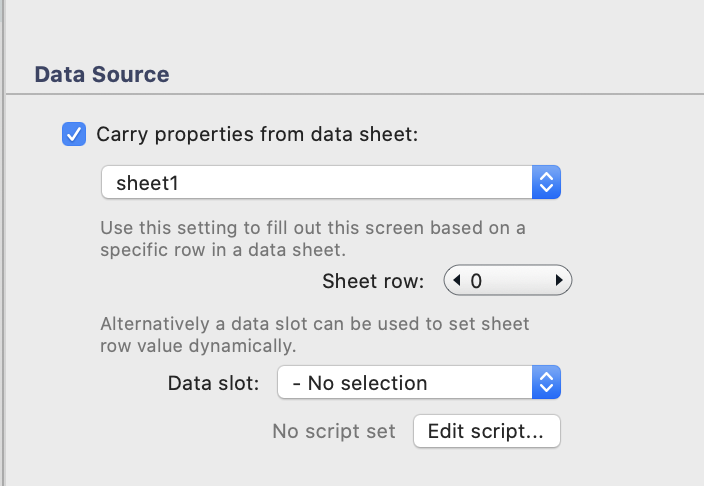 Data Source
Carry properties from data sheet:
sheet1
Use this setting to fill out this screen based on a
specific row in a data sheet.
Sheet row: 0
Alternatively a data slot can be used to set sheet
row value dynamically.
Data slot: - No selection
No script set Edit script...